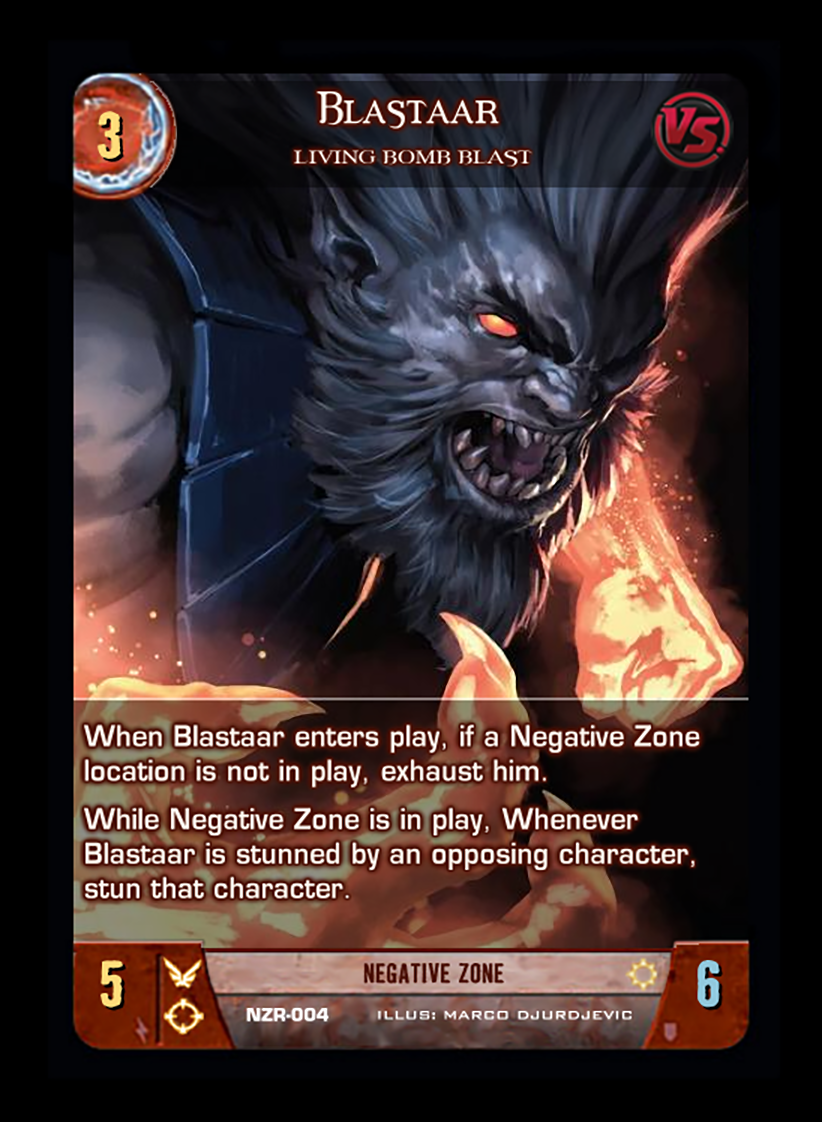 3
Blastaar
VS.
LIVING BOMB BLAST
When Blastaar enters play, if a Negative Zone
location is not in play, exhaust him.
While Negative Zone is in play, Whenever
Blastaar is stunned by an opposing character,
stun that character.
5
NEGATIVE ZONE
6
NZR-004 ILLUS: MARCO DJURDJEVIC